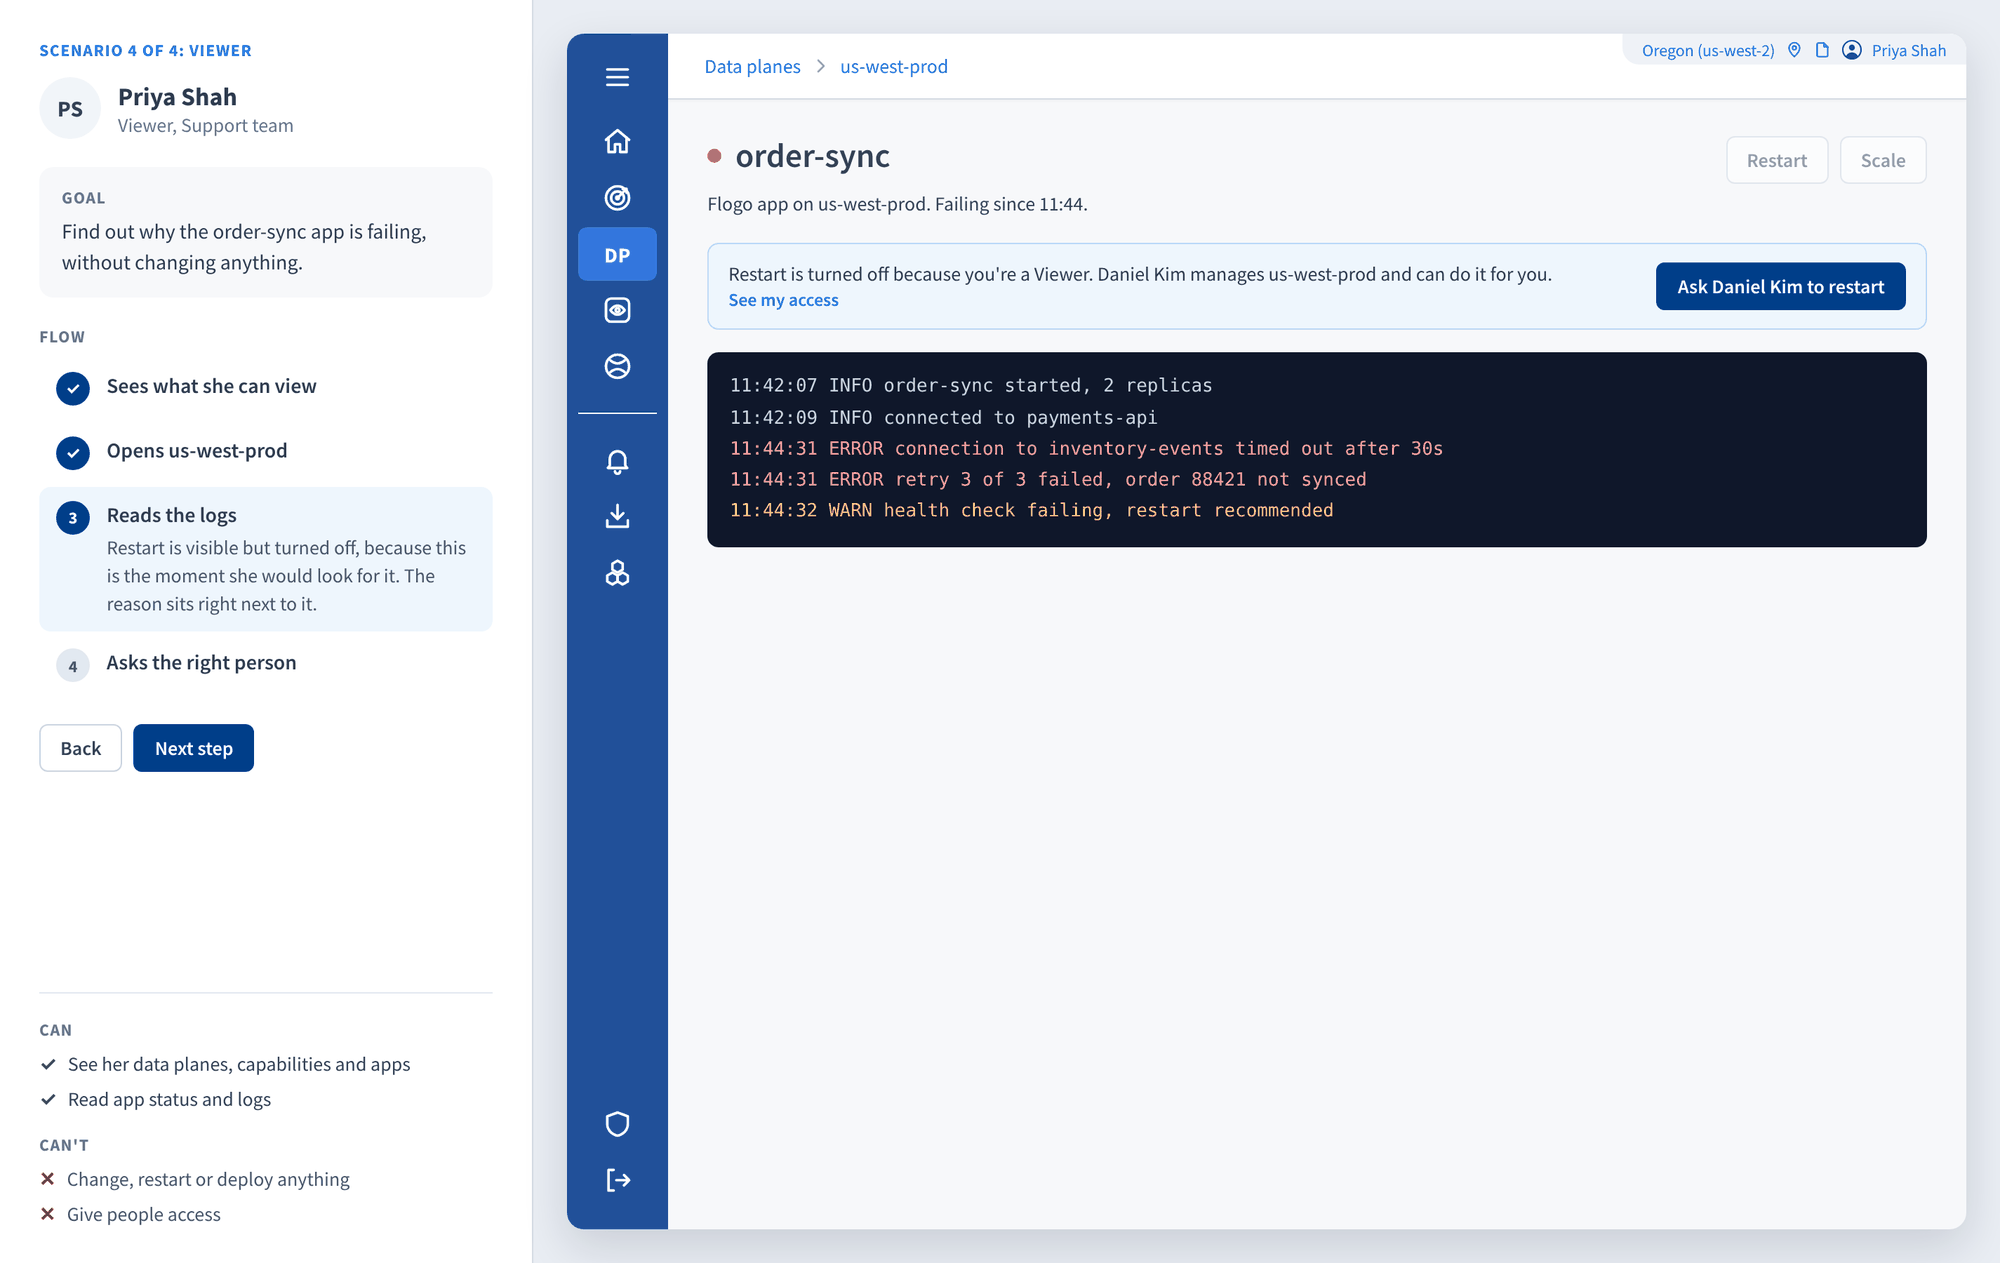 SCENARIO 4 OF 4: VIEWER
PS
Priya Shah
Viewer, Support team
GOAL
Find out why the order-sync app is failing,
without changing anything.
FLOW
Sees what she can view
Opens us-west-prod
3
Reads the logs
Restart is visible but turned off, because this
is the moment she would look for it. The
reason sits right next to it.
4
Asks the right person
Back
Next step
CAN
See her data planes, capabilities and apps
Read app status and logs
CAN'T
Change, restart or deploy anything
Give people access
DP
Data planes
us-west-prod
Oregon (us-west-2)
Priya Shah
order-sync
Restart
Scale
Flogo app on us-west-prod. Failing since 11:44.
Restart is turned off because you're a Viewer. Daniel Kim manages us-west-prod and can do it for you.
See my access
Ask Daniel Kim to restart
11:42:07 INFO order-sync started, 2 replicas
11:42:09 INFO connected to payments-api
11:44:31 ERROR connection to inventory-events timed out after 30s
11:44:31 ERROR retry 3 of 3 failed, order 88421 not synced
11:44:32 WARN health check failing, restart recommended